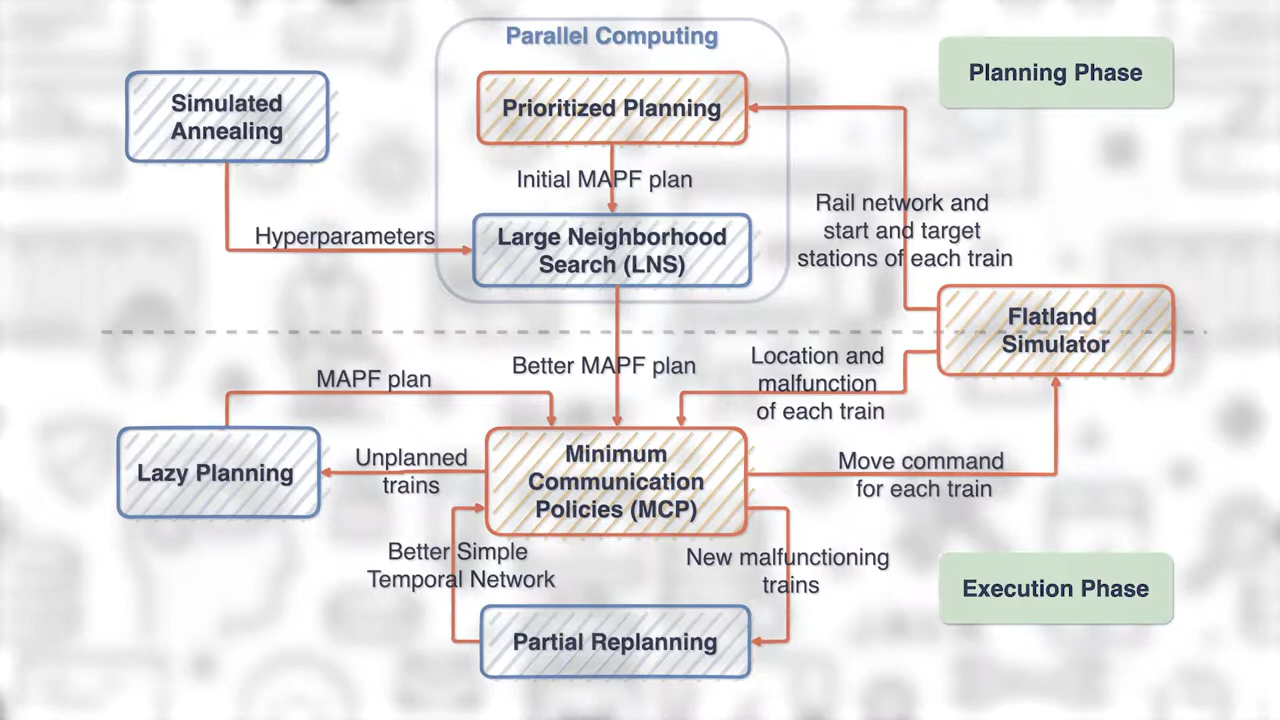 Parallel Computing
Planning Phase
Simulated
Annealing
Prioritized Planning
Initial MAPF plan
Rail network and
start and target
stations of each train
Hyperparameters
Large Neighborhood
Search (LNS)
Flatland
Simulator
Better MAPF plan
Location and
malfunction
of each train
MAPF plan
Lazy Planning
Unplanned
trains
Minimum
Communication
Policies (MCP)
Move command
for each train
Better Simple
Temporal Network
New malfunctioning
trains
Execution Phase
Partial Replanning